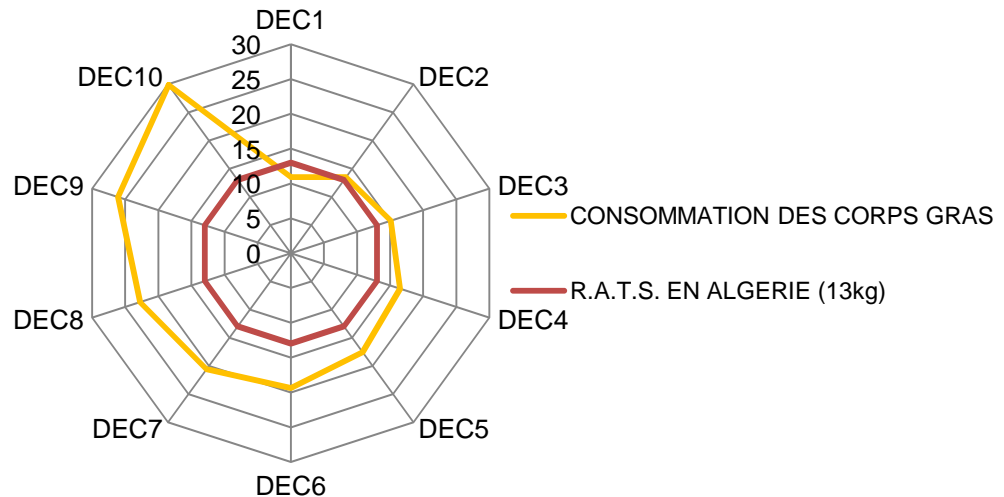 DEC1
30
DEC10
25
DEC2
20
15
10
DEC9
5
DEC3
0
CONSOMMATION DES CORPS GRAS
R.A.T.S. EN ALGERIE (13kg)
DEC8
DEC4
DEC7
DEC5
DEC6